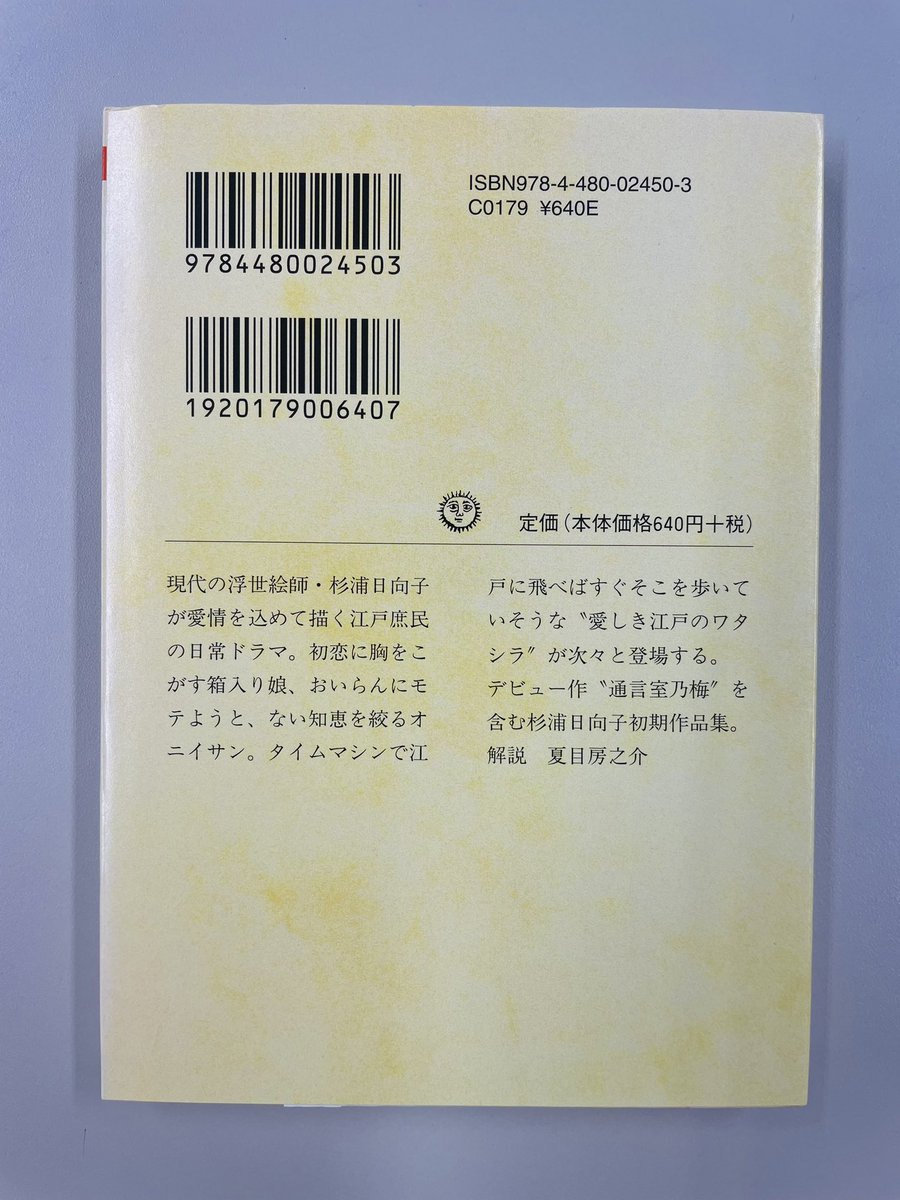 9784480024503
ISBN978-4-480-02450-3
C0179 ¥640E
1920179006407
定価(本体価格640円+税)
現代の浮世絵師・杉浦日向子
が愛情を込めて描く江戸庶民
の日常ドラマ。初恋に胸をこ
がす箱入り娘、おいらんにモ
テようと、ない知恵を絞るオ
ニイサン。タイムマシンで江
戸に飛べばすぐそこを歩いて
いそうな〝愛しき江戸のワタ
シラ〟が次々と登場する。
デビュー作〝通言室乃梅〟を
含む杉浦日向子初期作品集。
解説　夏目房之介